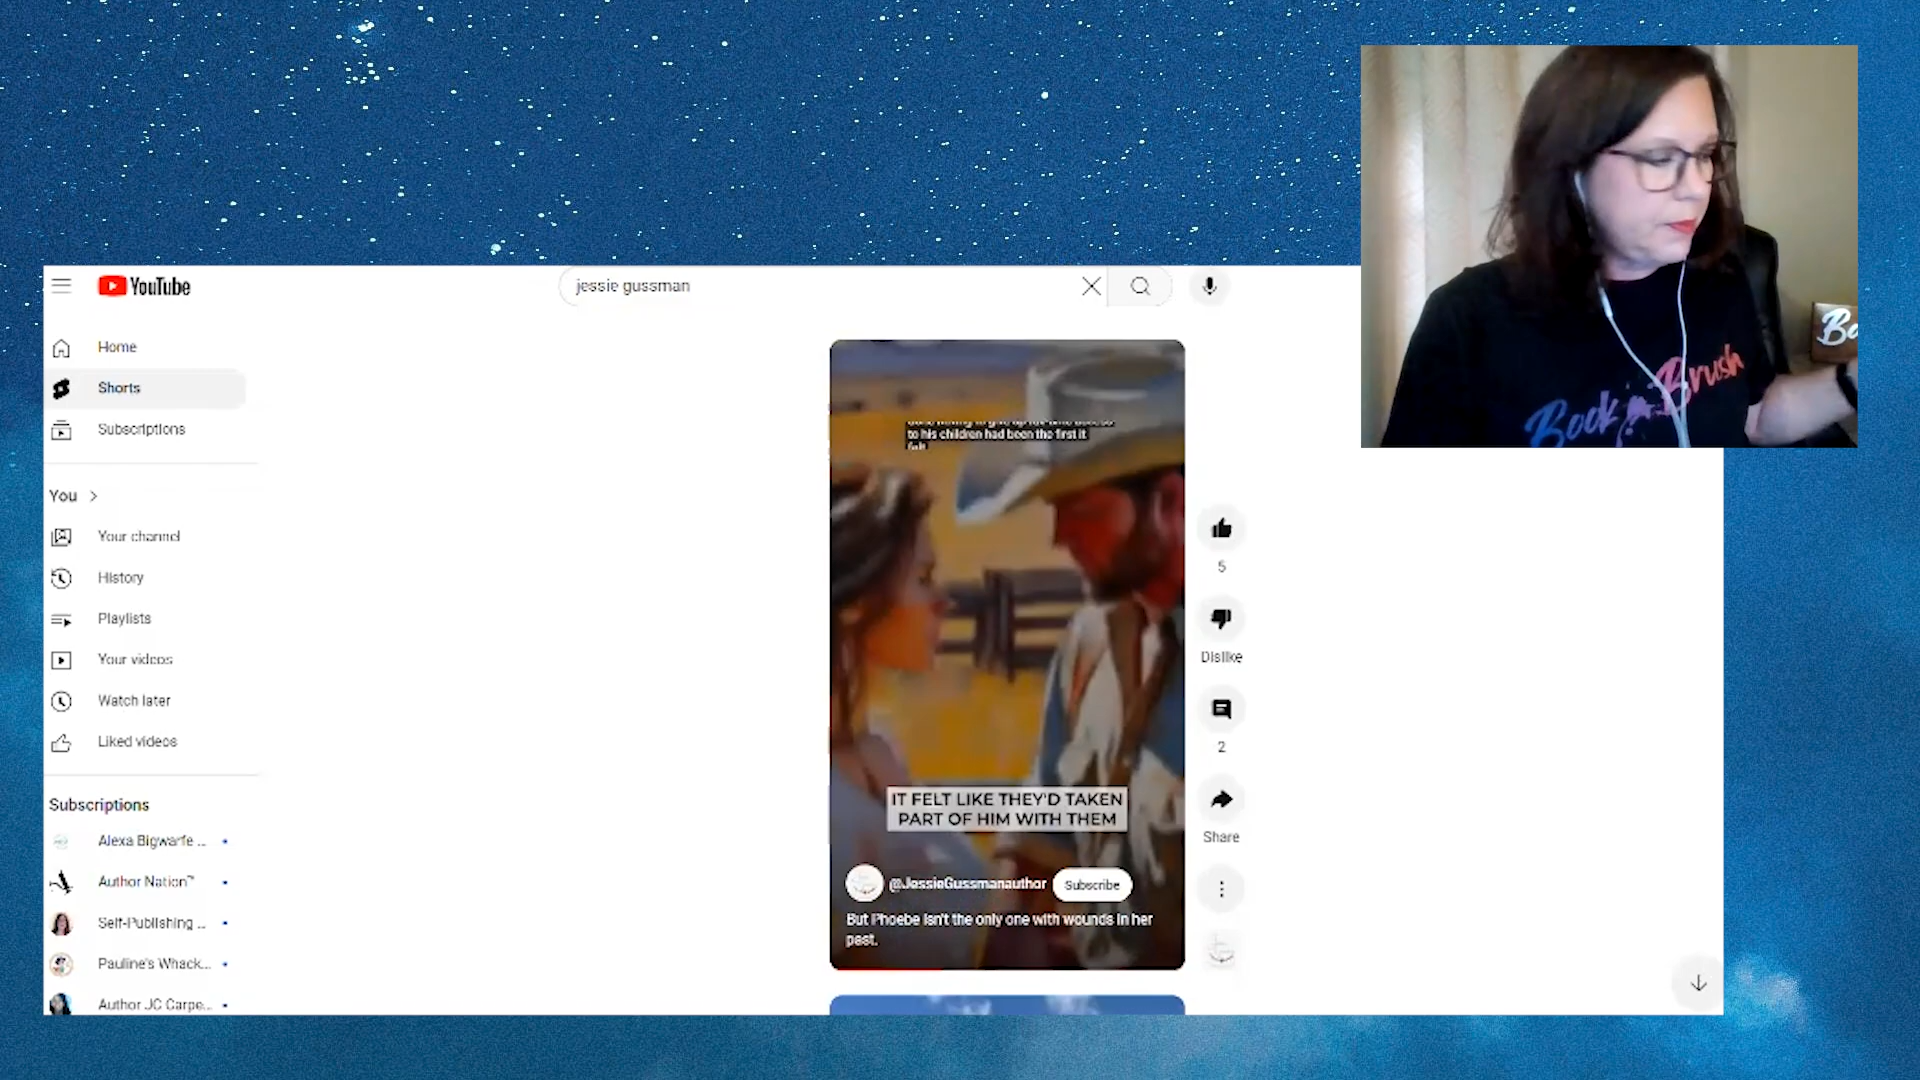 YouTube
jessie gussman
Home
Shorts
Subscriptions
You
Your channel
History
Playlists
Your videos
Watch later
Liked videos
Subscriptions
Alexa Bigwarfe ...
Author Nation™
Self-Publishing ...
Pauline's Whack...
Author JC Carpe...
to his children had been the first it
felt
IT FELT LIKE THEY'D TAKEN
PART OF HIM WITH THEM
@JessieGussmanauthor
Subscribe
But Phoebe isn't the only one with wounds in her
past.
5
Dislike
2
Share
Book Brush
Bo